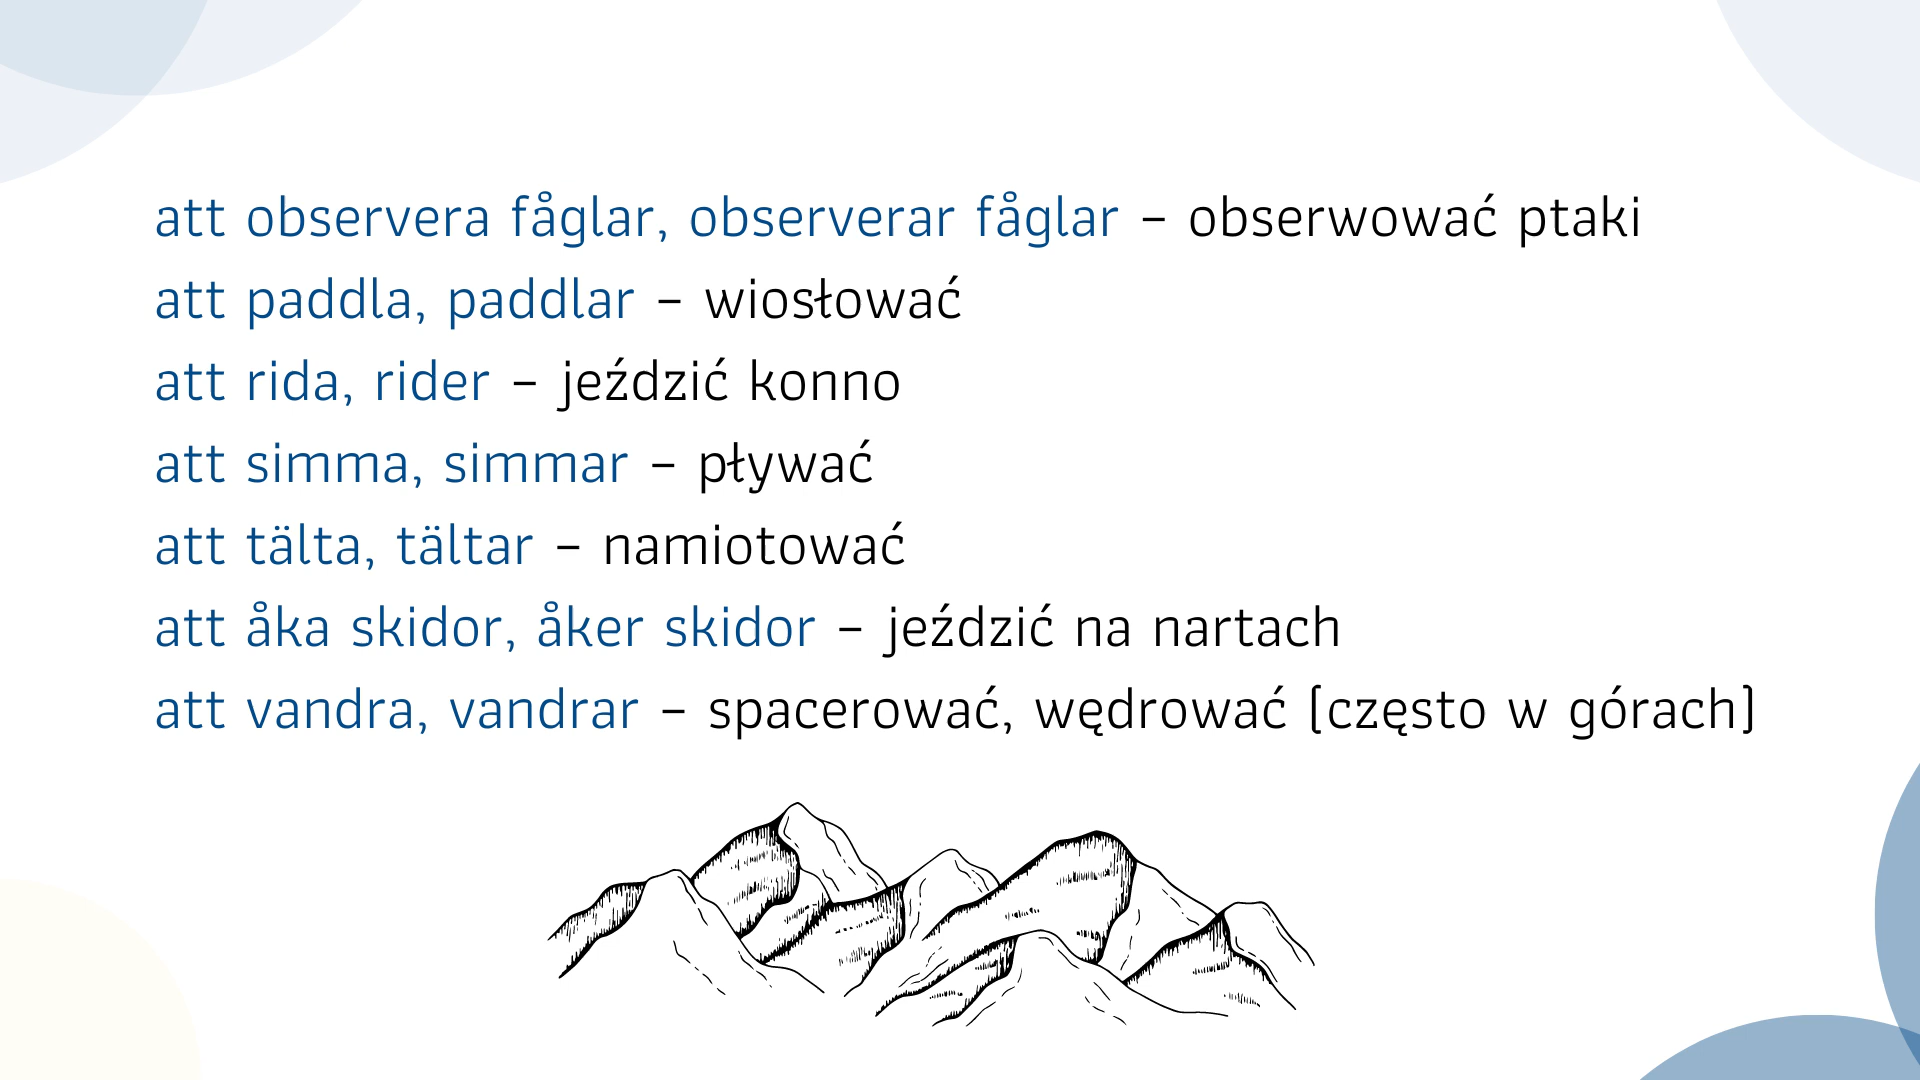 att observera fåglar, observerar fåglar – obserwować ptaki
att paddla, paddlar – wiosłować
att rida, rider – jeździć konno
att simma, simmar – pływać
att tälta, tältar – namiotować
att åka skidor, åker skidor – jeździć na nartach
att vandra, vandrar – spacerować, wędrować (często w górach)